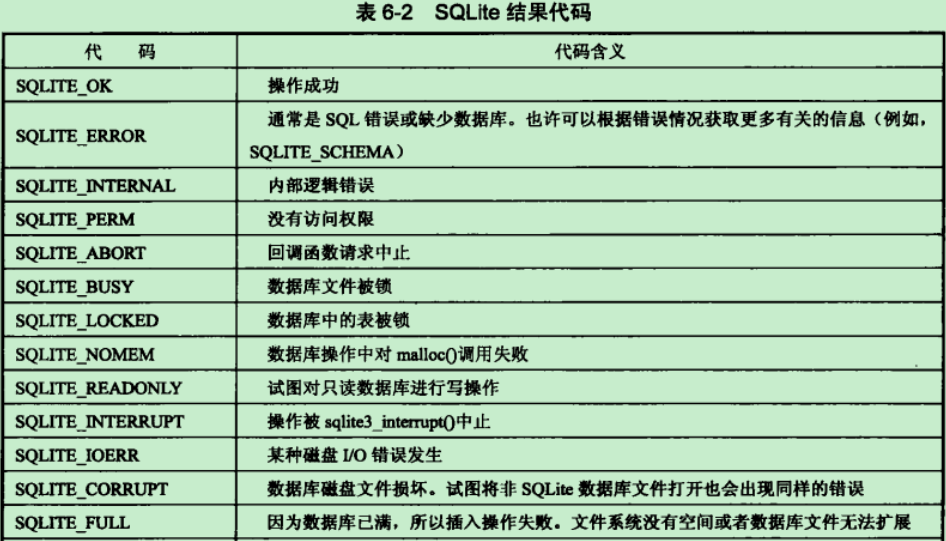 表 6-2 SQLite 结果代码
代 码 代码含义
SQLITE_OK 操作成功
SQLITE_ERROR 通常是 SQL 错误或缺少数据库。也许可以根据错误情况获取更多有关的信息（例如，
SQLITE_SCHEMA）
SQLITE_INTERNAL 内部逻辑错误
SQLITE_PERM 没有访问权限
SQLITE_ABORT 回调函数请求中止
SQLITE_BUSY 数据库文件被锁
SQLITE_LOCKED 数据库中的表被锁
SQLITE_NOMEM 数据库操作中对 malloc()调用失败
SQLITE_READONLY 试图对只读数据库进行写操作
SQLITE_INTERRUPT 操作被 sqlite3_interrupt()中止
SQLITE_IOERR 某种磁盘 I/O 错误发生
SQLITE_CORRUPT 数据库磁盘文件损坏。试图将非 SQLite 数据库文件打开也会出现同样的错误
SQLITE_FULL 因为数据库已满，所以插入操作失败。文件系统没有空间或者数据库文件无法扩展